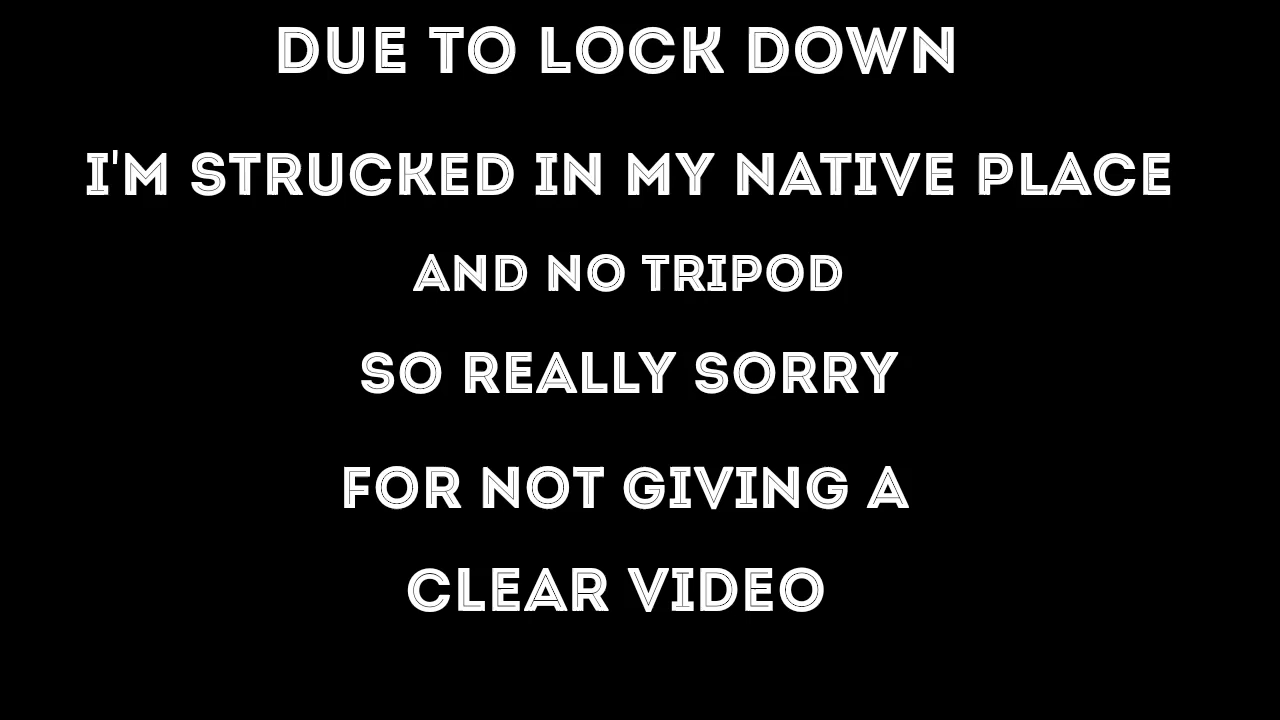 DUE TO LOCK DOWN
I'M STRUCKED IN MY NATIVE PLACE
AND NO TRIPOD
SO REALLY SORRY
FOR NOT GIVING A
CLEAR VIDEO